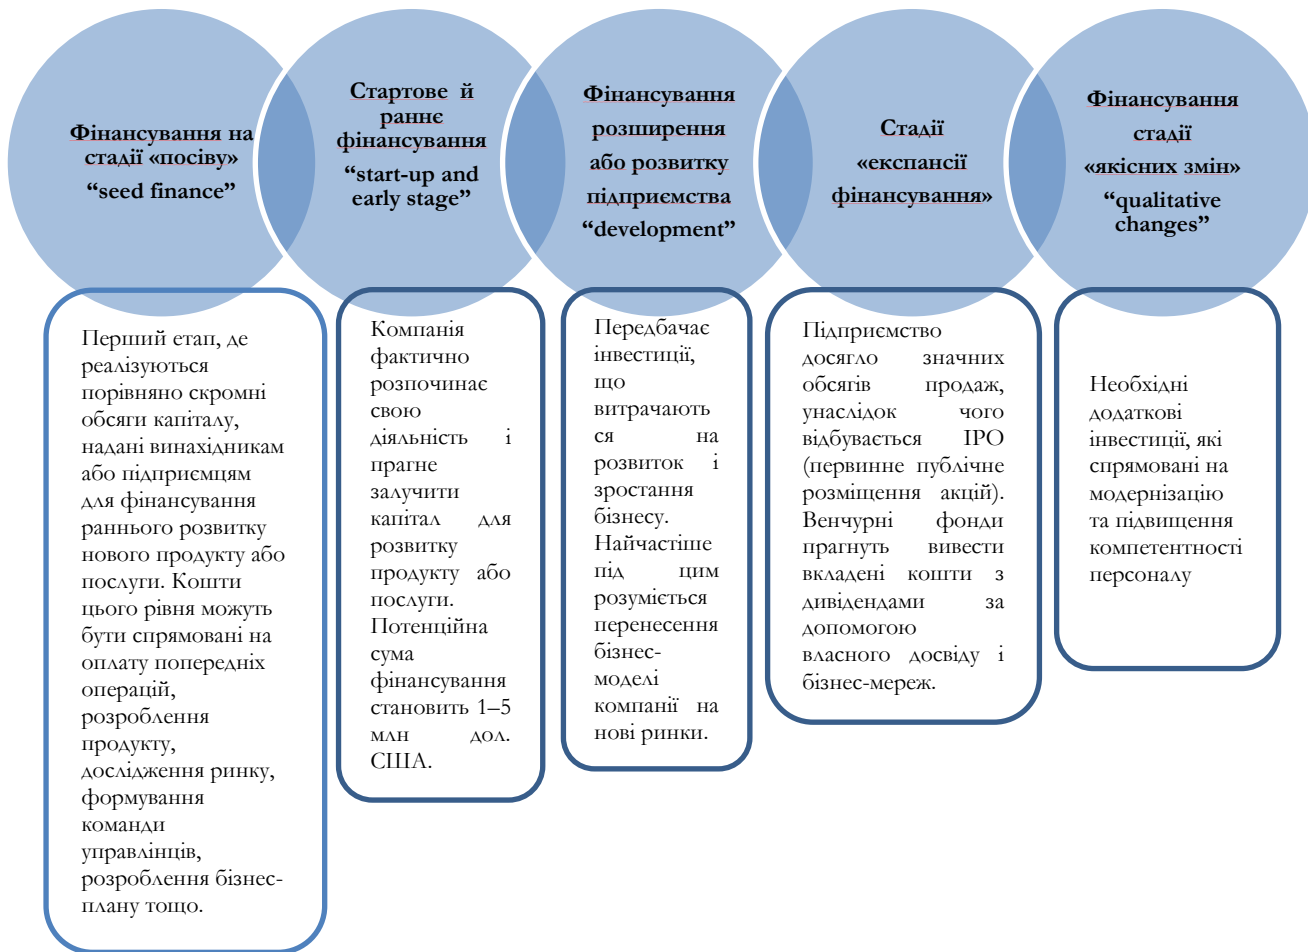 Фінансування на
стадії «посіву»
“seed finance”
Стартове й
раннє
фінансування
“start-up and
early stage”
Фінансування
розширення
або розвитку
підприємства
“development”
Стадії
«експансії
фінансування»
Фінансування
стадії
«якісних змін»
“qualitative
changes”
Перший етап, де
реалізуються
порівняно скромні
обсяги капіталу,
надані винахідникам
або підприємцям
для фінансування
раннього розвитку
нового продукту або
послуги. Кошти
цього рівня можуть
бути спрямовані на
оплату попередніх
операцій,
розроблення
продукту,
дослідження ринку,
формування
команди
управлінців,
розроблення бізнес-
плану тощо.
Компанія
фактично
розпочинає
свою
діяльність і
прагне
залучити
капітал для
розвитку
продукту або
послуги.
Потенційна
сума
фінансування
становить 1–5
млн дол.
США.
Передбачає
інвестиції,
що
витрачають
ся на
розвиток і
зростання
бізнесу.
Найчастіше
під цим
розуміється
перенесення
бізнес-
моделі
компанії на
нові ринки.
Підприємство
досягло значних
обсягів продаж,
унаслідок чого
відбувається IPO
(первинне публічне
розміщення акцій).
Венчурні фонди
прагнуть вивести
вкладені кошти з
дивідендами за
допомогою
власного досвіду і
бізнес-мереж.
Необхідні
додаткові
інвестиції, які
спрямовані на
модернізацію
та підвищення
компетентності
персоналу